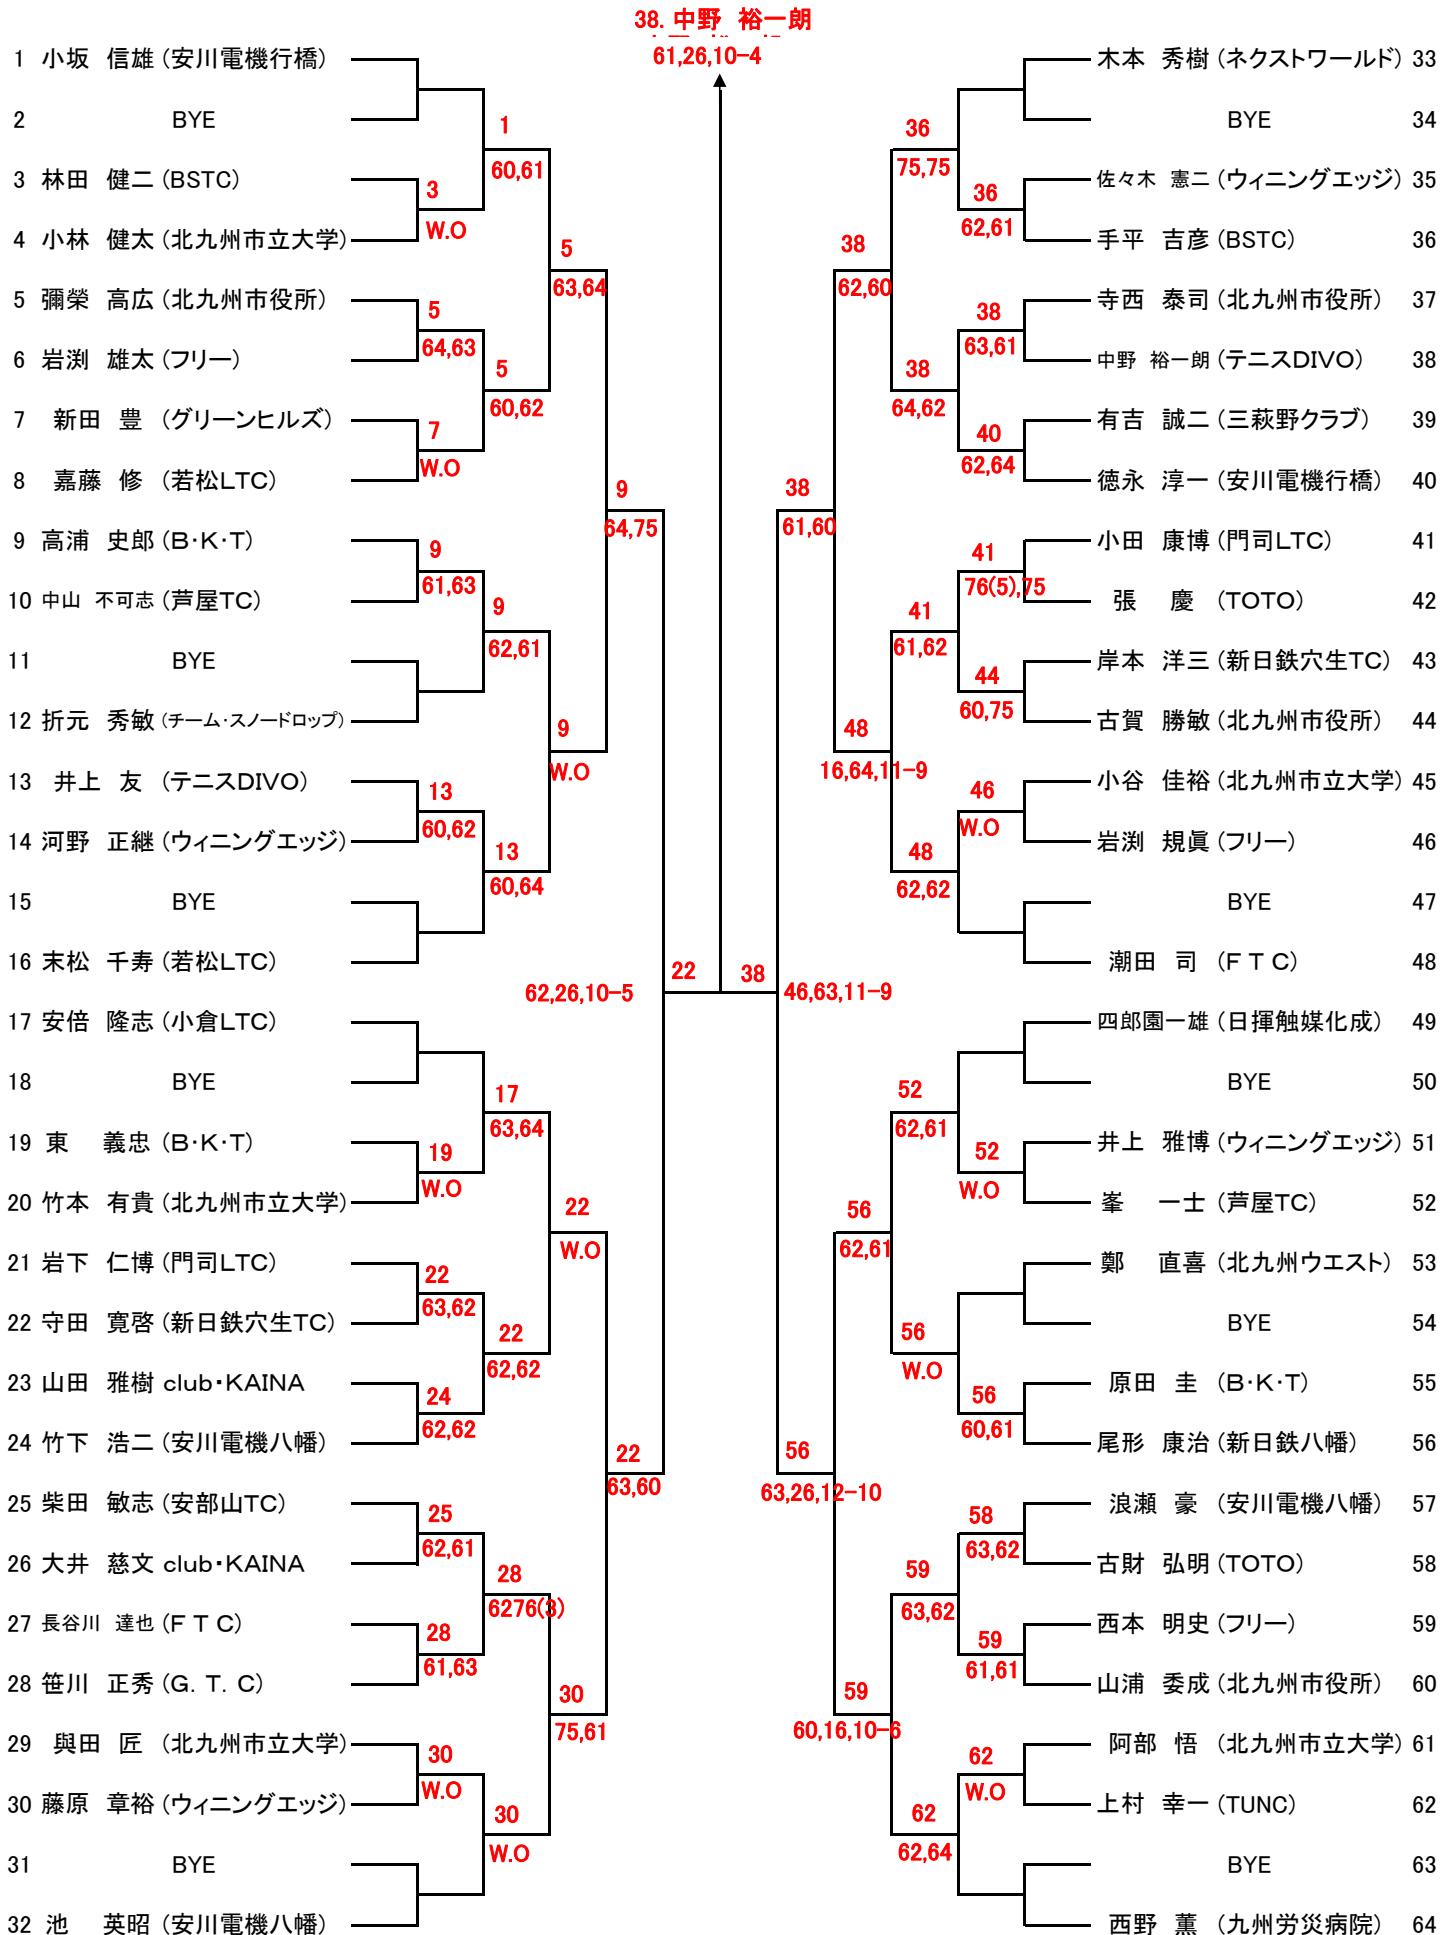 38. 中野 裕一朗
61,26,10-4
1 小坂 信雄 (安川電機行橋)
2 BYE
1
60,61
3 林田 健二 (BSTC)
3
W.O
4 小林 健太 (北九州市立大学)
5
63,64
5 彌榮 高広 (北九州市役所)
5
64,63
6 岩渕 雄太 (フリー)
5
60,62
7 新田 豊 (グリーンヒルズ)
7
W.O
8 嘉藤 修 (若松LTC)
9
64,75
9 高浦 史郎 (B・K・T)
9
61,63
10 中山 不可志 (芦屋TC)
9
62,61
11 BYE
12 折元 秀敏 (チーム・スノードロップ)
9
W.O
13 井上 友 (テニスDIVO)
13
60,62
14 河野 正継 (ウィニングエッジ)
13
60,64
15 BYE
16 末松 千寿 (若松LTC)
22
62,26,10-5
17 安倍 隆志 (小倉LTC)
18 BYE
17
63,64
19 東 義忠 (B・K・T)
19
W.O
20 竹本 有貴 (北九州市立大学)
22
W.O
21 岩下 仁博 (門司LTC)
22
63,62
22 守田 寛啓 (新日鉄穴生TC)
22
62,62
23 山田 雅樹 club・KAINA
24
62,62
24 竹下 浩二 (安川電機八幡)
22
63,60
25 柴田 敏志 (安部山TC)
25
62,61
26 大井 慈文 club・KAINA
28
6276(3)
27 長谷川 達也 (F T C)
28
61,63
28 笹川 正秀 (G. T. C)
30
75,61
29 與田 匠 (北九州市立大学)
30
W.O
30 藤原 章裕 (ウィニングエッジ)
30
W.O
31 BYE
32 池 英昭 (安川電機八幡)
木本 秀樹 (ネクストワールド) 33
BYE 34
36
75,75
佐々木 憲二 (ウィニングエッジ) 35
36
62,61
手平 吉彦 (BSTC) 36
38
62,60
寺西 泰司 (北九州市役所) 37
38
63,61
中野 裕一朗 (テニスDIVO) 38
38
64,62
有吉 誠二 (三萩野クラブ) 39
40
62,64
徳永 淳一 (安川電機行橋) 40
38
61,60
小田 康博 (門司LTC) 41
41
76(5),75
張 慶 (TOTO) 42
41
61,62
岸本 洋三 (新日鉄穴生TC) 43
44
60,75
古賀 勝敏 (北九州市役所) 44
48
16,64,11-9
小谷 佳裕 (北九州市立大学) 45
46
W.O
岩渕 規眞 (フリー) 46
48
62,62
BYE 47
潮田 司 (F T C) 48
38
46,63,11-9
四郎園一雄 (日揮触媒化成) 49
BYE 50
52
62,61
井上 雅博 (ウィニングエッジ) 51
52
W.O
峯 一士 (芦屋TC) 52
56
62,61
鄭 直喜 (北九州ウエスト) 53
BYE 54
56
W.O
原田 圭 (B・K・T) 55
56
60,61
尾形 康治 (新日鉄八幡) 56
56
63,26,12-10
浪瀬 豪 (安川電機八幡) 57
58
63,62
古財 弘明 (TOTO) 58
59
63,62
西本 明史 (フリー) 59
59
61,61
山浦 委成 (北九州市役所) 60
59
60,16,10-6
阿部 悟 (北九州市立大学) 61
62
W.O
上村 幸一 (TUNC) 62
62
62,64
BYE 63
西野 薫 (九州労災病院) 64